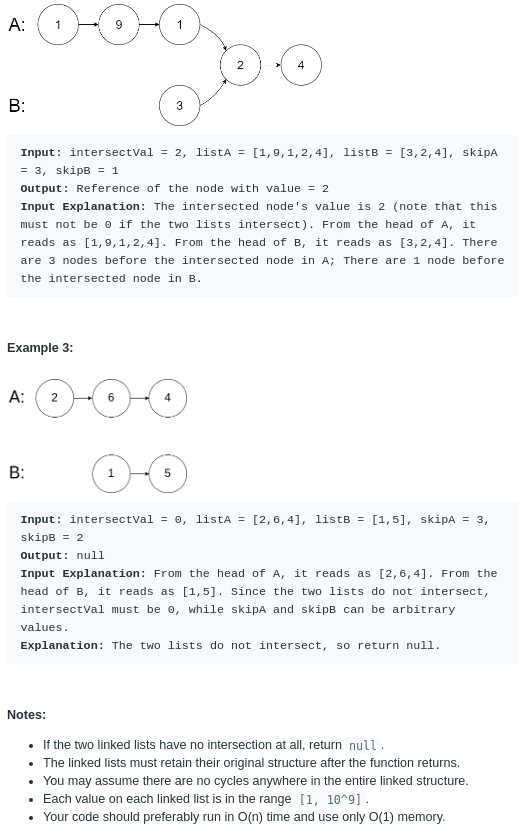 A: 1 9 1
2 4
B: 3
Input: intersectVal = 2, listA = [1,9,1,2,4], listB = [3,2,4], skipA
= 3, skipB = 1
Output: Reference of the node with value = 2
Input Explanation: The intersected node's value is 2 (note that this
must not be 0 if the two lists intersect). From the head of A, it
reads as [1,9,1,2,4]. From the head of B, it reads as [3,2,4]. There
are 3 nodes before the intersected node in A; There are 1 node before
the intersected node in B.
Example 3:
A: 2 6 4
B: 1 5
Input: intersectVal = 0, listA = [2,6,4], listB = [1,5], skipA = 3,
skipB = 2
Output: null
Input Explanation: From the head of A, it reads as [2,6,4]. From the
head of B, it reads as [1,5]. Since the two lists do not intersect,
intersectVal must be 0, while skipA and skipB can be arbitrary
values.
Explanation: The two lists do not intersect, so return null.
Notes:
• If the two linked lists have no intersection at all, return null.
• The linked lists must retain their original structure after the function returns.
• You may assume there are no cycles anywhere in the entire linked structure.
• Each value on each linked list is in the range [1, 10^9].
• Your code should preferably run in O(n) time and use only O(1) memory.